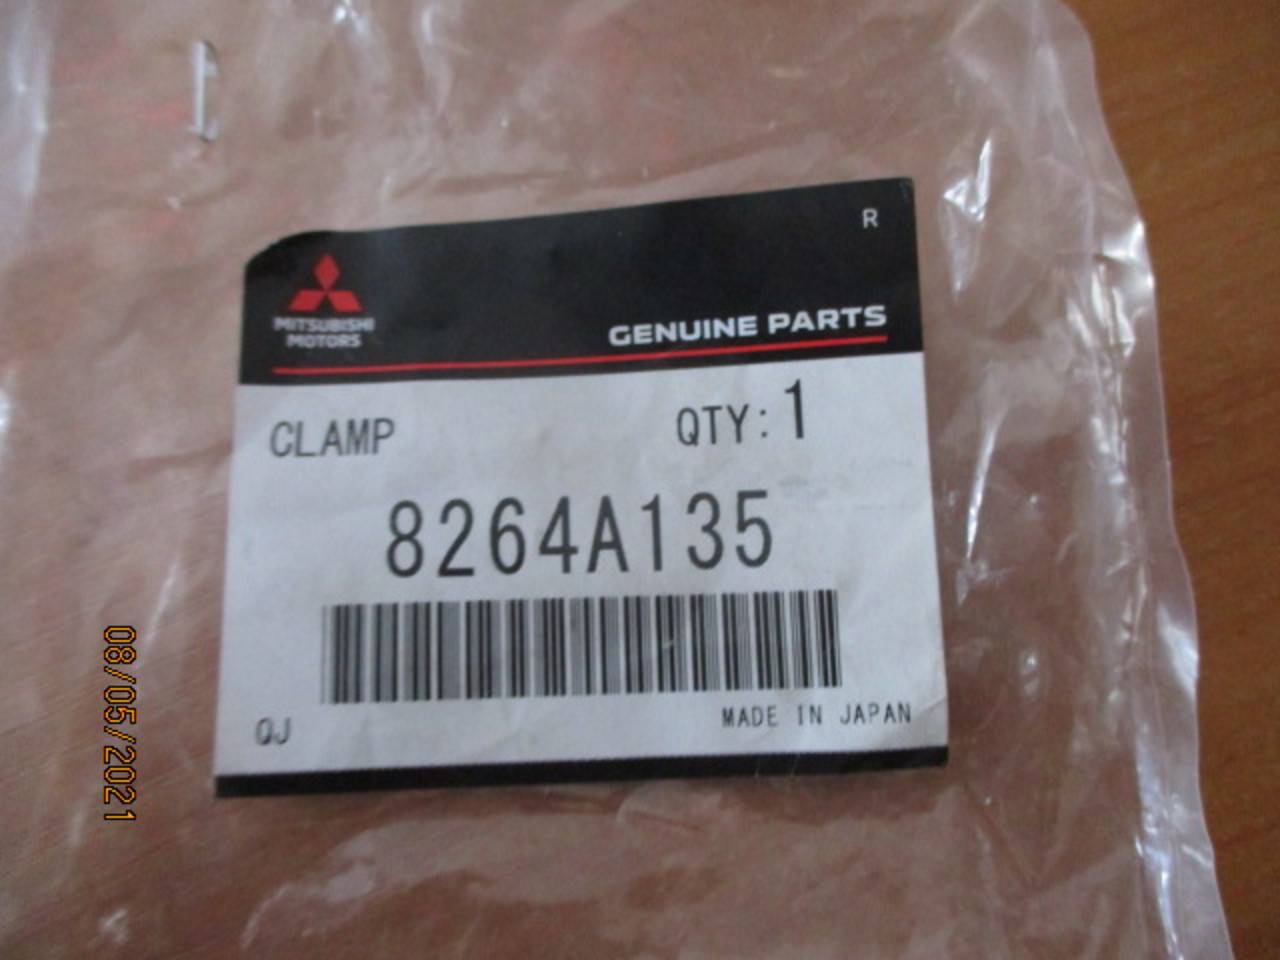 R
MITSUBISHI
MOTORS
GENUINE PARTS
CLAMP
QTY: 1
8264A135
QJ
MADE IN JAPAN
08/05/2021